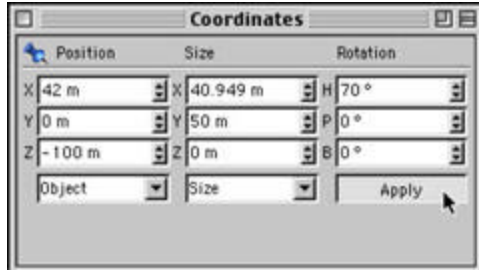 Coordinates
Position Size Rotation
X 42 m X 40.949 m H 70 °
Y 0 m Y 50 m P 0 °
Z -100 m Z 0 m B 0 °
Object Size Apply